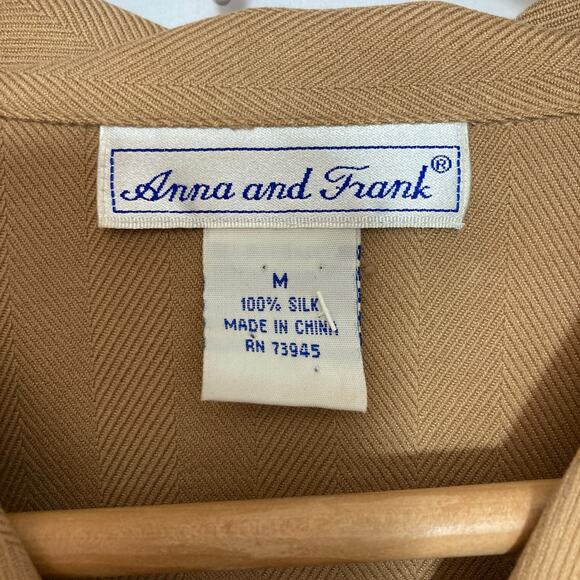 Anna and Frank®
M
100% SILK
MADE IN CHINA
RN 73945